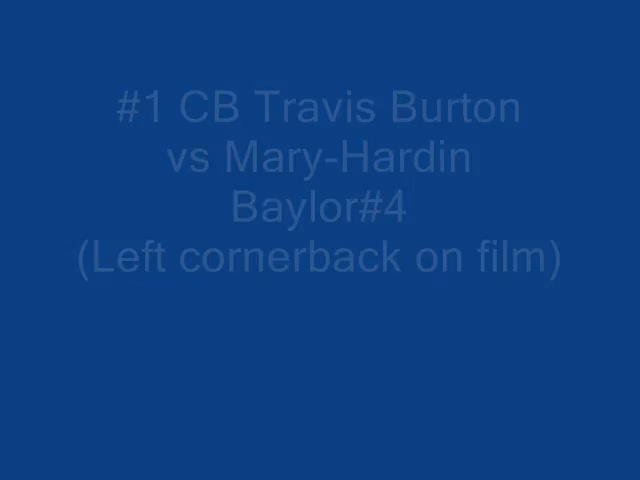 #1 CB Travis Burton
vs Mary-Hardin
Baylor#4
(Left cornerback on film)